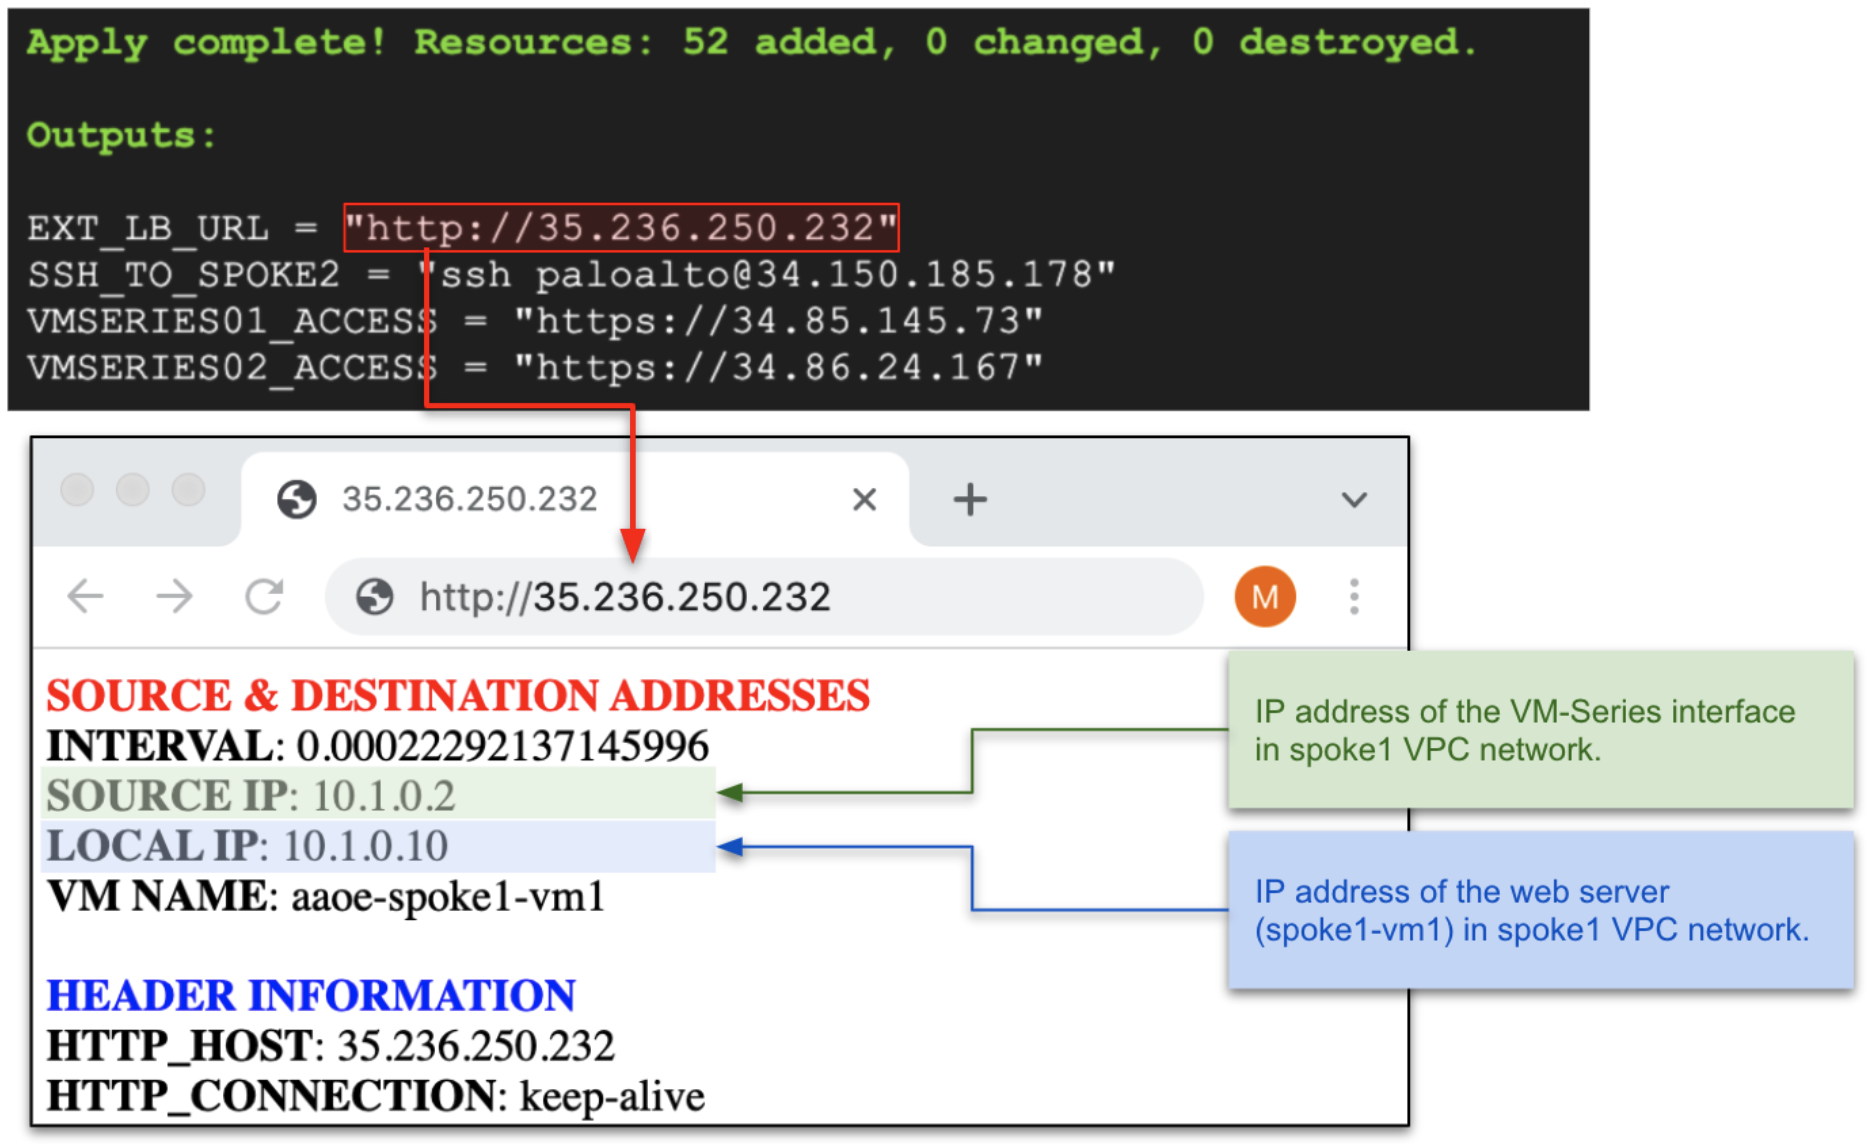 Apply complete! Resources: 52 added, 0 changed, 0 destroyed.
Outputs:
EXT_LB_URL = "http://35.236.250.232"
SSH_TO_SPOKE2 = "ssh paloalto@34.150.185.178"
VMSERIES01_ACCESS = "https://34.85.145.73"
VMSERIES02_ACCESS = "https://34.86.24.167"
35.236.250.232
http://35.236.250.232
M
SOURCE & DESTINATION ADDRESSES
INTERVAL: 0.00022292137145996
SOURCE IP: 10.1.0.2
LOCAL IP: 10.1.0.10
VM NAME: aaoe-spoke1-vm1
HEADER INFORMATION
HTTP_HOST: 35.236.250.232
HTTP_CONNECTION: keep-alive
IP address of the VM-Series interface
in spoke1 VPC network.
IP address of the web server
(spoke1-vm1) in spoke1 VPC network.